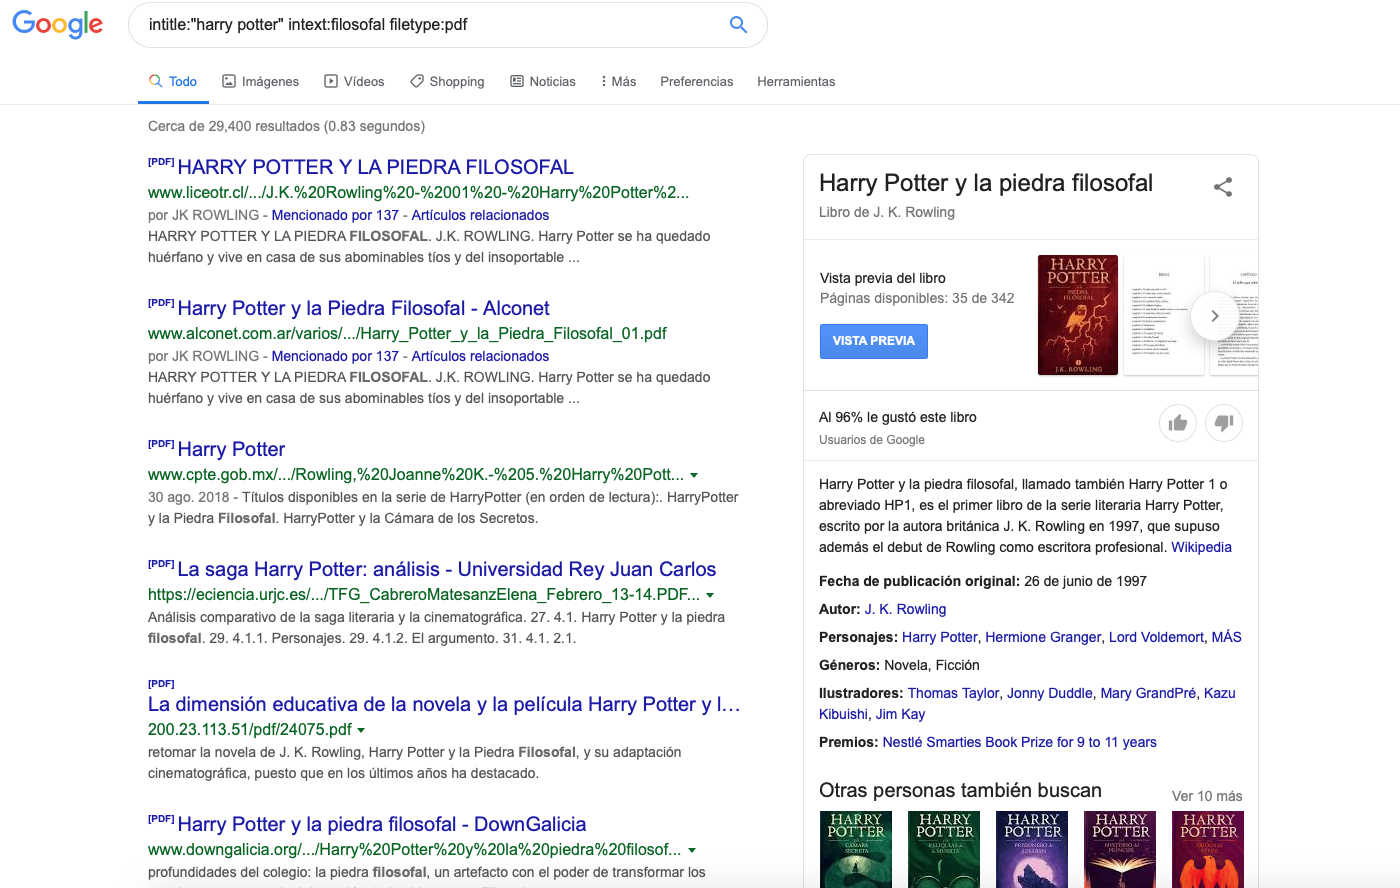 Google
intitle:"harry potter" intext:filosofal filetype:pdf
Todo
Imágenes
Vídeos
Shopping
Noticias
Más
Preferencias
Herramientas
Cerca de 29,400 resultados (0.83 segundos)
[PDF] HARRY POTTER Y LA PIEDRA FILOSOFAL
www.liceotr.cl/.../J.K.%20Rowling%20-%2001%20-%20Harry%20Potter%2...
por JK ROWLING - Mencionado por 137 - Artículos relacionados
HARRY POTTER Y LA PIEDRA FILOSOFAL. J.K. ROWLING. Harry Potter se ha quedado
huérfano y vive en casa de sus abominables tíos y del insoportable ...
[PDF] Harry Potter y la Piedra Filosofal - Alconet
www.alconet.com.ar/varios/.../Harry_Potter_y_la_Piedra_Filosofal_01.pdf
por JK ROWLING - Mencionado por 137 - Artículos relacionados
HARRY POTTER Y LA PIEDRA FILOSOFAL. J.K. ROWLING. Harry Potter se ha quedado
huérfano y vive en casa de sus abominables tíos y del insoportable ...
[PDF] Harry Potter
www.cpte.gob.mx/.../Rowling,%20Joanne%20K.-%205.%20Harry%20Pott...
30 ago. 2018 - Títulos disponibles en la serie de HarryPotter (en orden de lectura):. HarryPotter
y la Piedra Filosofal. HarryPotter y la Cámara de los Secretos.
[PDF] La saga Harry Potter: análisis - Universidad Rey Juan Carlos
https://eciencia.urjc.es/.../TFG_CabreroMatesanzElena_Febrero_13-14.PDF...
Análisis comparativo de la saga literaria y la cinematográfica. 27. 4.1. Harry Potter y la piedra
filosofal. 29. 4.1.1. Personajes. 29. 4.1.2. El argumento. 31. 4.1. 2.1.
[PDF]
La dimensión educativa de la novela y la película Harry Potter y l...
200.23.113.51/pdf/24075.pdf
retomar la novela de J. K. Rowling, Harry Potter y la Piedra Filosofal, y su adaptación
cinematográfica, puesto que en los últimos años ha destacado.
[PDF] Harry Potter y la piedra filosofal - DownGalicia
www.downgalicia.org/.../Harry%20Potter%20y%20la%20piedra%20filosof...
profundidades del colegio: la piedra filosofal, un artefacto con el poder de transformar los
Harry Potter y la piedra filosofal
Libro de J. K. Rowling
Vista previa del libro
Páginas disponibles: 35 de 342
VISTA PREVIA
HARRY
POTTER
PIEDRA
FILOSOFAL
J.K. ROWLING
Al 96% le gustó este libro
Usuarios de Google
Harry Potter y la piedra filosofal, llamado también Harry Potter 1 o
abreviado HP1, es el primer libro de la serie literaria Harry Potter,
escrito por la autora británica J. K. Rowling en 1997, que supuso
además el debut de Rowling como escritora profesional. Wikipedia
Fecha de publicación original: 26 de junio de 1997
Autor: J. K. Rowling
Personajes: Harry Potter, Hermione Granger, Lord Voldemort, MÁS
Géneros: Novela, Ficción
Ilustradores: Thomas Taylor, Jonny Duddle, Mary GrandPré, Kazu
Kibuishi, Jim Kay
Premios: Nestlé Smarties Book Prize for 9 to 11 years
Otras personas también buscan
Ver 10 más
HARRY
POTTER
CÁMARA
SECRETA
HARRY
POTTER
RELIQUIAS
MUERTE
HARRY
POTTER
PRISIONERO
AZKABAN
HARRY
POTTER
MISTERIO del
PRÍNCIPE
HARRY
POTTER
ORDEN del
FÉNIX